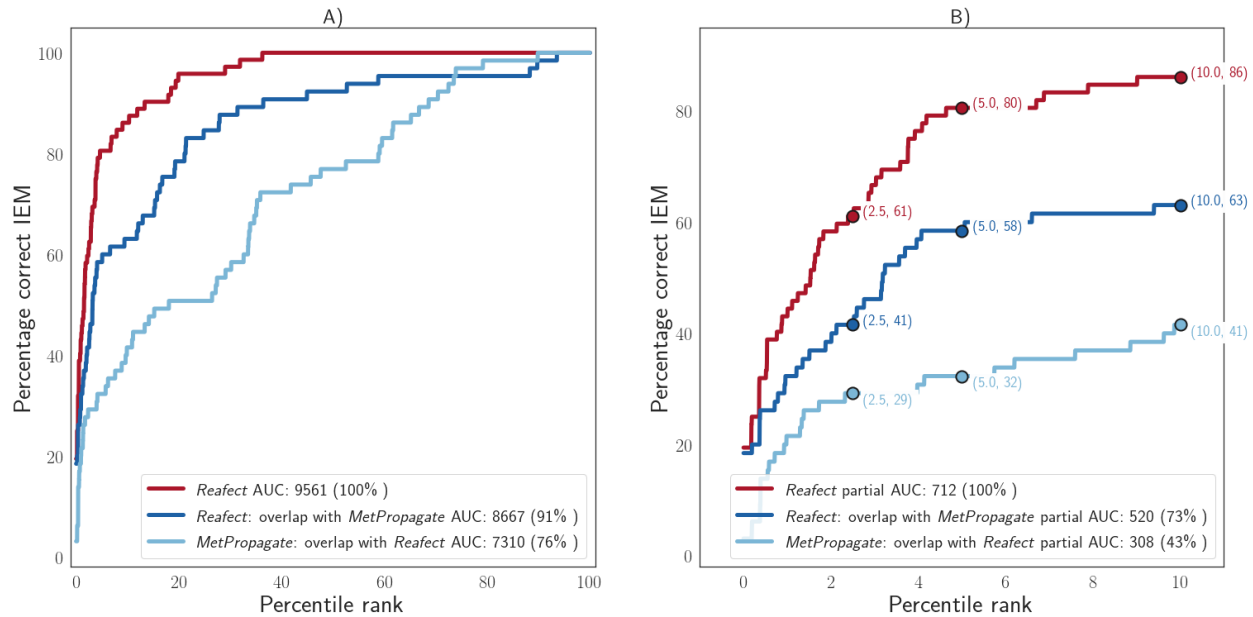 A)
Percentage correct IEM
100
80
60
40
20
0
0 20 40 60 80 100
Percentile rank
Reafect AUC: 9561 (100% )
Reafect: overlap with MetPropagate AUC: 8667 (91% )
MetPropagate: overlap with Reafect AUC: 7310 (76% )
B)
Percentage correct IEM
80
60
40
20
0
0 2 4 6 8 10
Percentile rank
(10.0, 86)
(5.0, 80)
(2.5, 61)
(10.0, 63)
(5.0, 58)
(2.5, 41)
(10.0, 41)
(5.0, 32)
(2.5, 29)
Reafect partial AUC: 712 (100% )
Reafect: overlap with MetPropagate partial AUC: 520 (73% )
MetPropagate: overlap with Reafect partial AUC: 308 (43% )